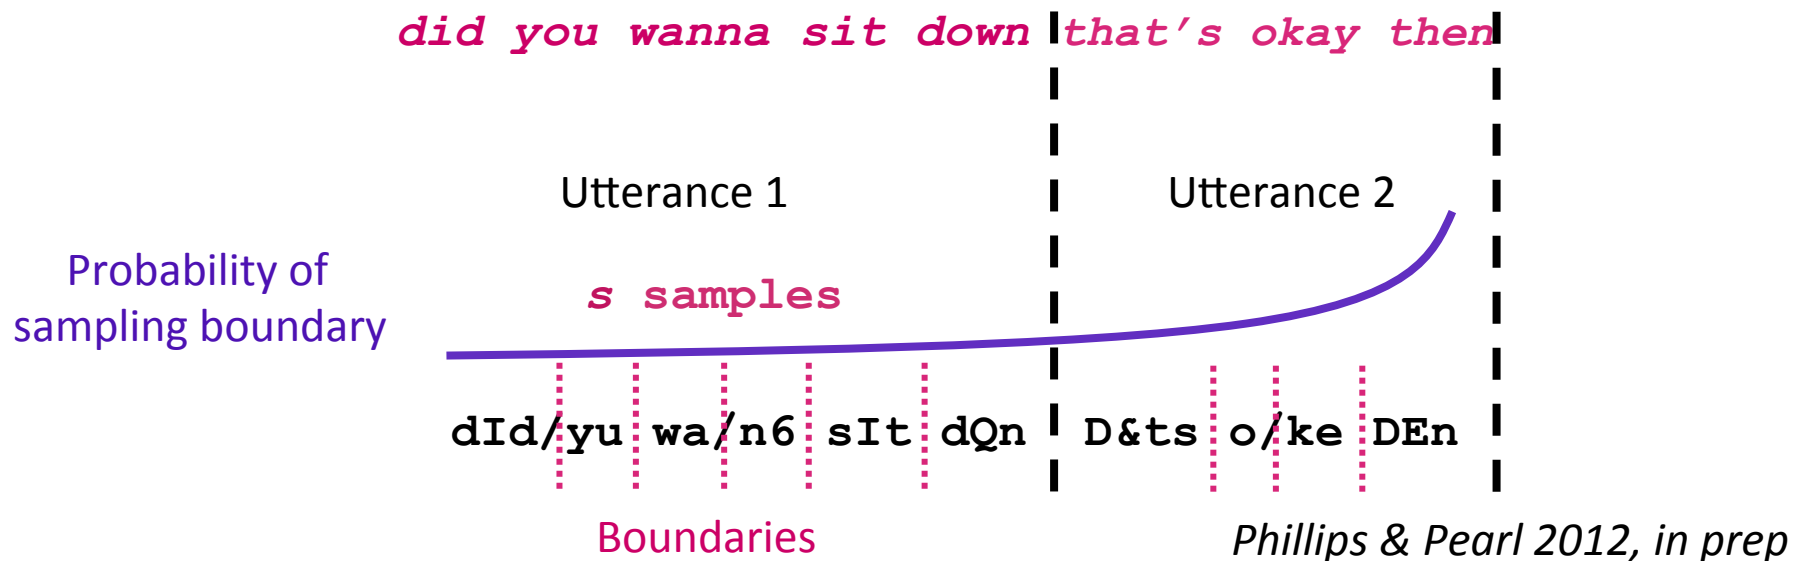 did you wanna sit down that's okay then
Utterance 1 Utterance 2
Probability of
sampling boundary
s samples
dId/yu wa/n6 sIt dQn D&ts o/ke DEn
Boundaries
Phillips & Pearl 2012, in prep